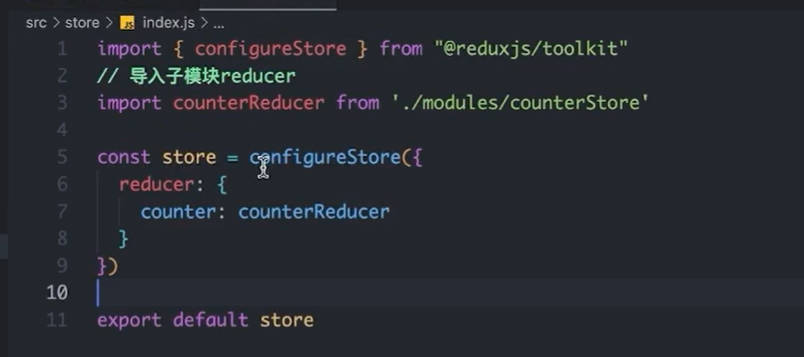 src > store > JS index.js > ...
1 import { configureStore } from "@reduxjs/toolkit"
2 // 导入子模块reducer
3 import counterReducer from './modules/counterStore'
4
5 const store = configureStore({
6   reducer: {
7     counter: counterReducer
8   }
9 })
10
11 export default store